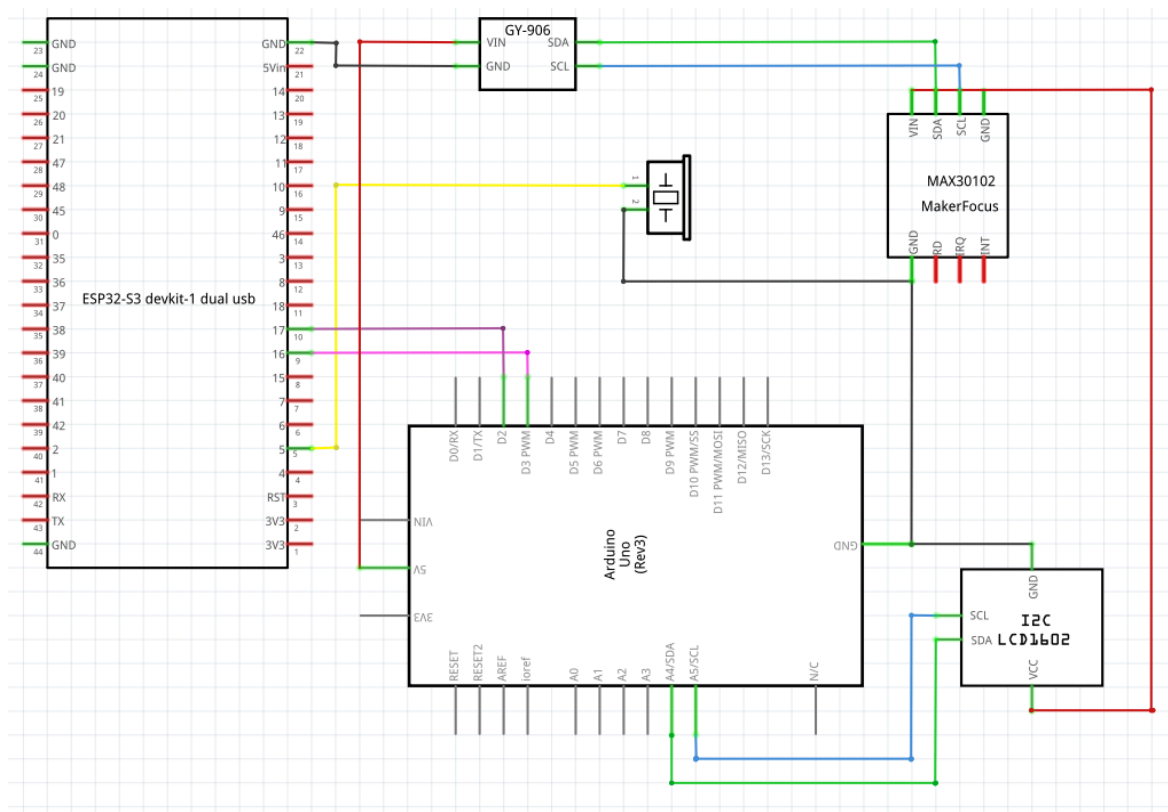 GND
23
GND
24
19
25
20
26
21
27
47
28
48
29
45
30
0
31
35
32
36
33
37
34
38
35
39
36
40
37
41
38
42
39
2
40
1
41
RX
42
TX
43
GND
44
ESP32-S3 devkit-1 dual usb
GND
22
5Vin
21
14
20
13
19
12
18
11
17
10
16
9
15
46
14
3
13
8
12
18
11
17
10
16
9
15
8
7
7
6
6
5
5
4
4
RST
3
3V3
2
3V3
1
GY-906
VIN
SDA
GND
SCL
1
2
VIN
SDA
SCL
GND
MAX30102
MakerFocus
GND
RD
IRQ
INT
D0/RX
D1/TX
D2
D3 PWM
D4
D5 PWM
D6 PWM
D7
D8
D9 PWM
D10 PWM/SS
D11 PWM/MOSI
D12/MISO
D13/SCK
VIN
5V
3V3
Arduino
Uno
(Rev3)
GND
RESET
RESET2
AREF
ioref
A0
A1
A2
A3
A4/SDA
A5/SCL
N/C
GND
SCL
SDA
I2C
LCD1602
VCC